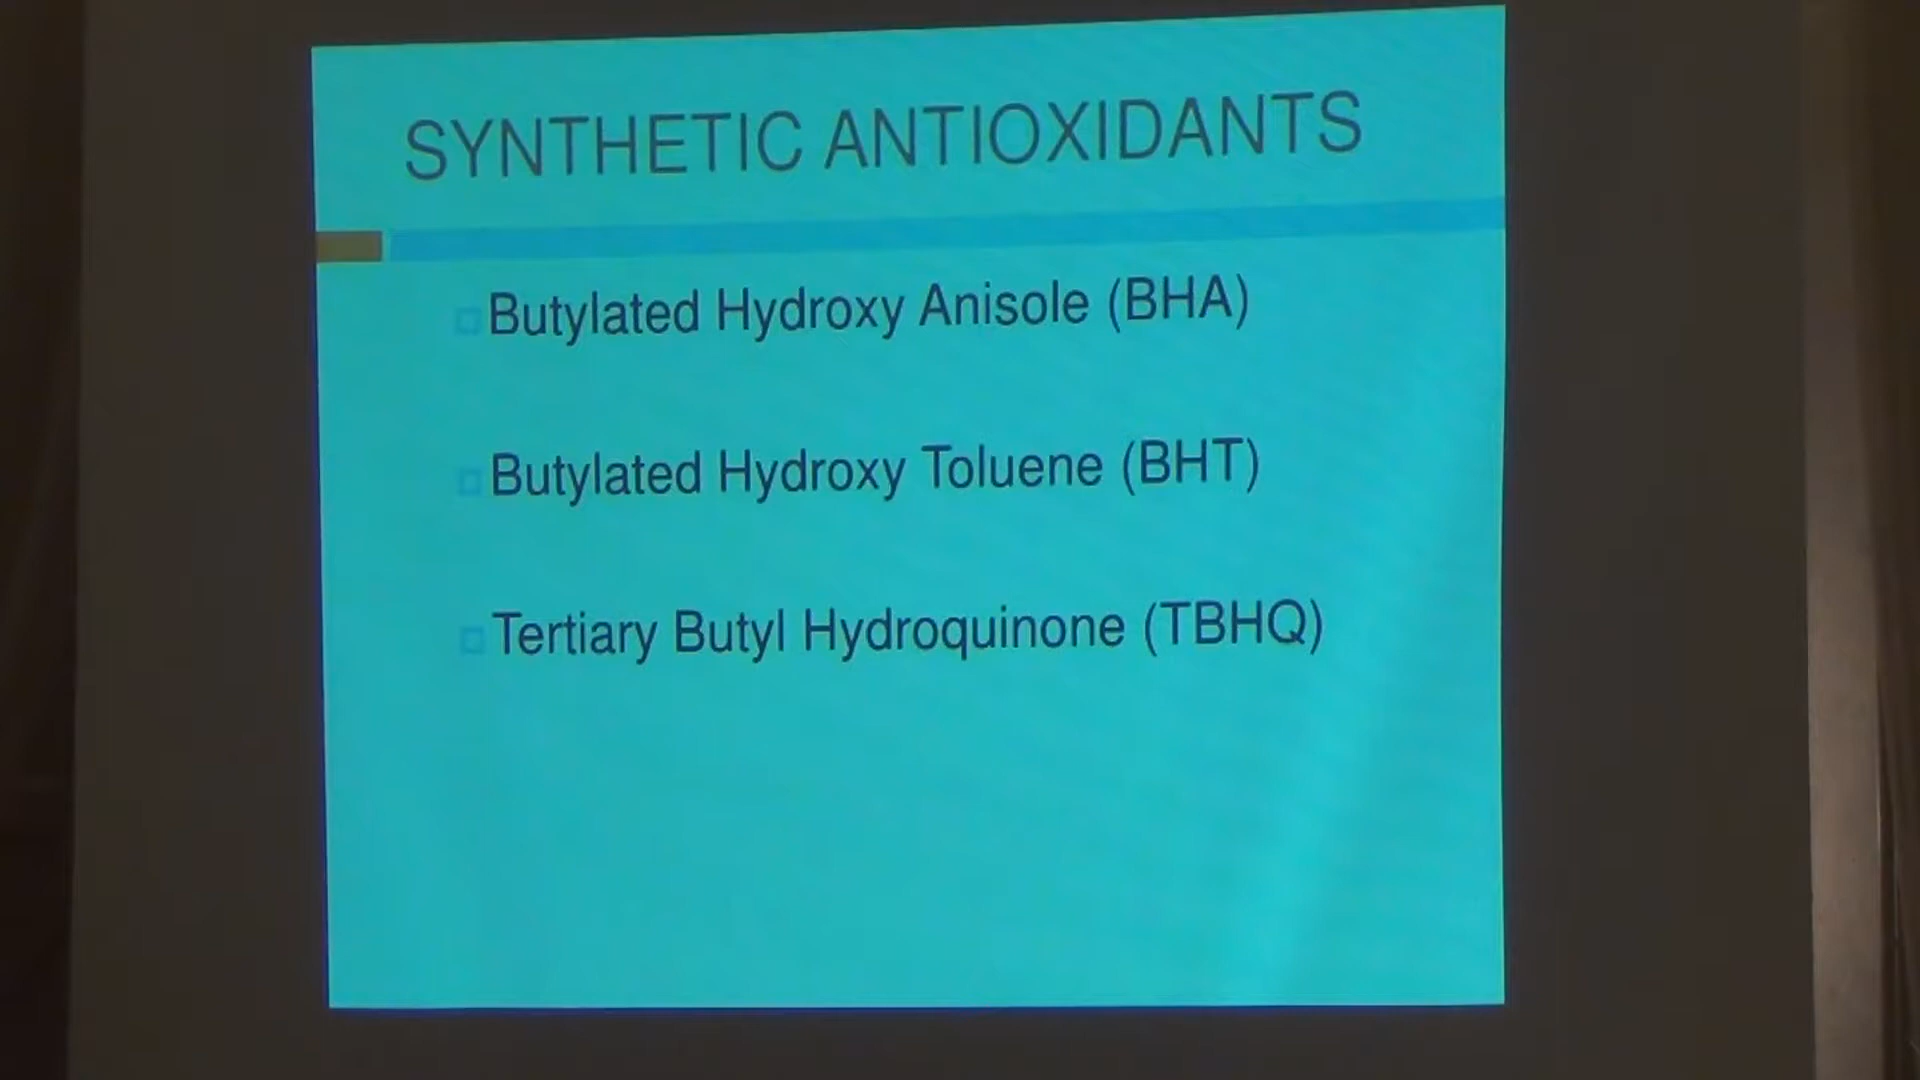 SYNTHETIC ANTIOXIDANTS
Butylated Hydroxy Anisole (BHA)
Butylated Hydroxy Toluene (BHT)
Tertiary Butyl Hydroquinone (TBHQ)